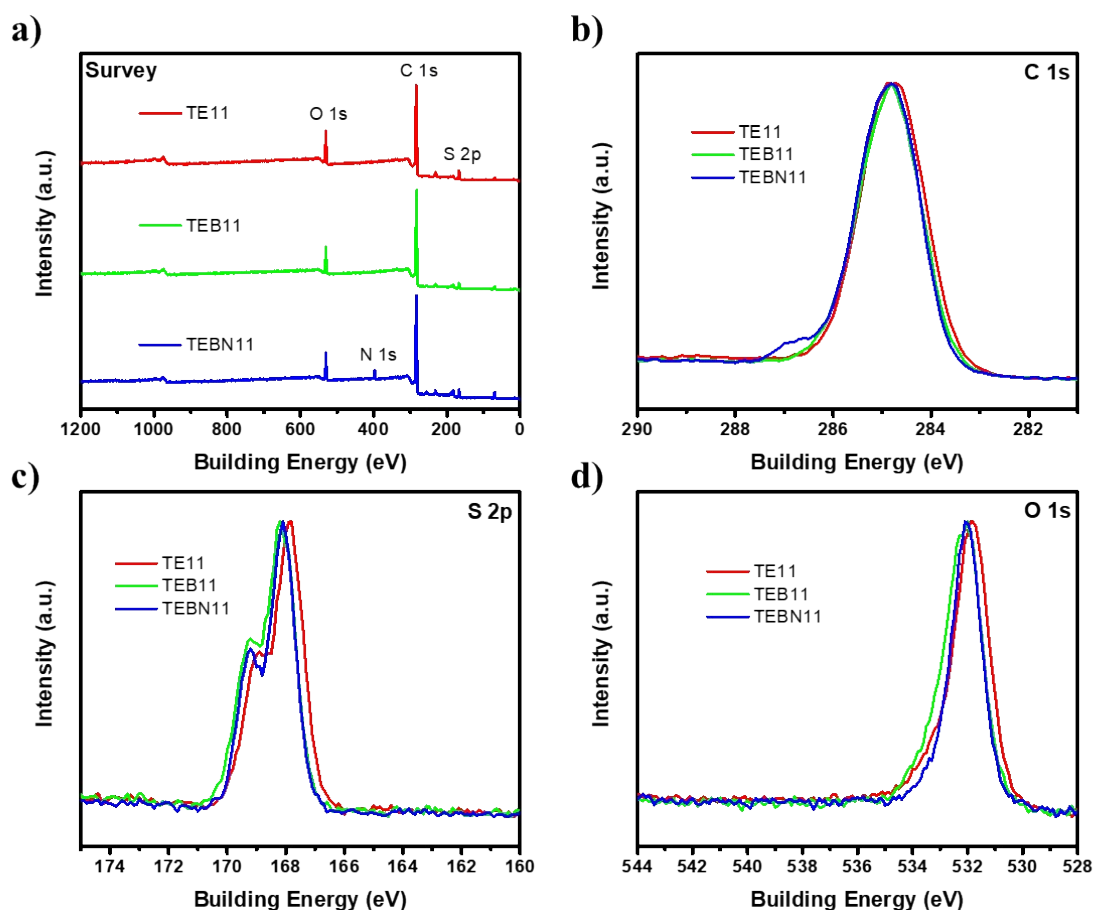 a)
Survey
C 1s
TE11
O 1s
S 2p
TEB11
TEBN11
N 1s
Intensity (a.u.)
1200 1000 800 600 400 200 0
Building Energy (eV)
b)
C 1s
TE11
TEB11
TEBN11
Intensity (a.u.)
290 288 286 284 282
Building Energy (eV)
c)
S 2p
TE11
TEB11
TEBN11
Intensity (a.u.)
174 172 170 168 166 164 162 160
Building Energy (eV)
d)
O 1s
TE11
TEB11
TEBN11
Intensity (a.u.)
544 542 540 538 536 534 532 530 528
Building Energy (eV)